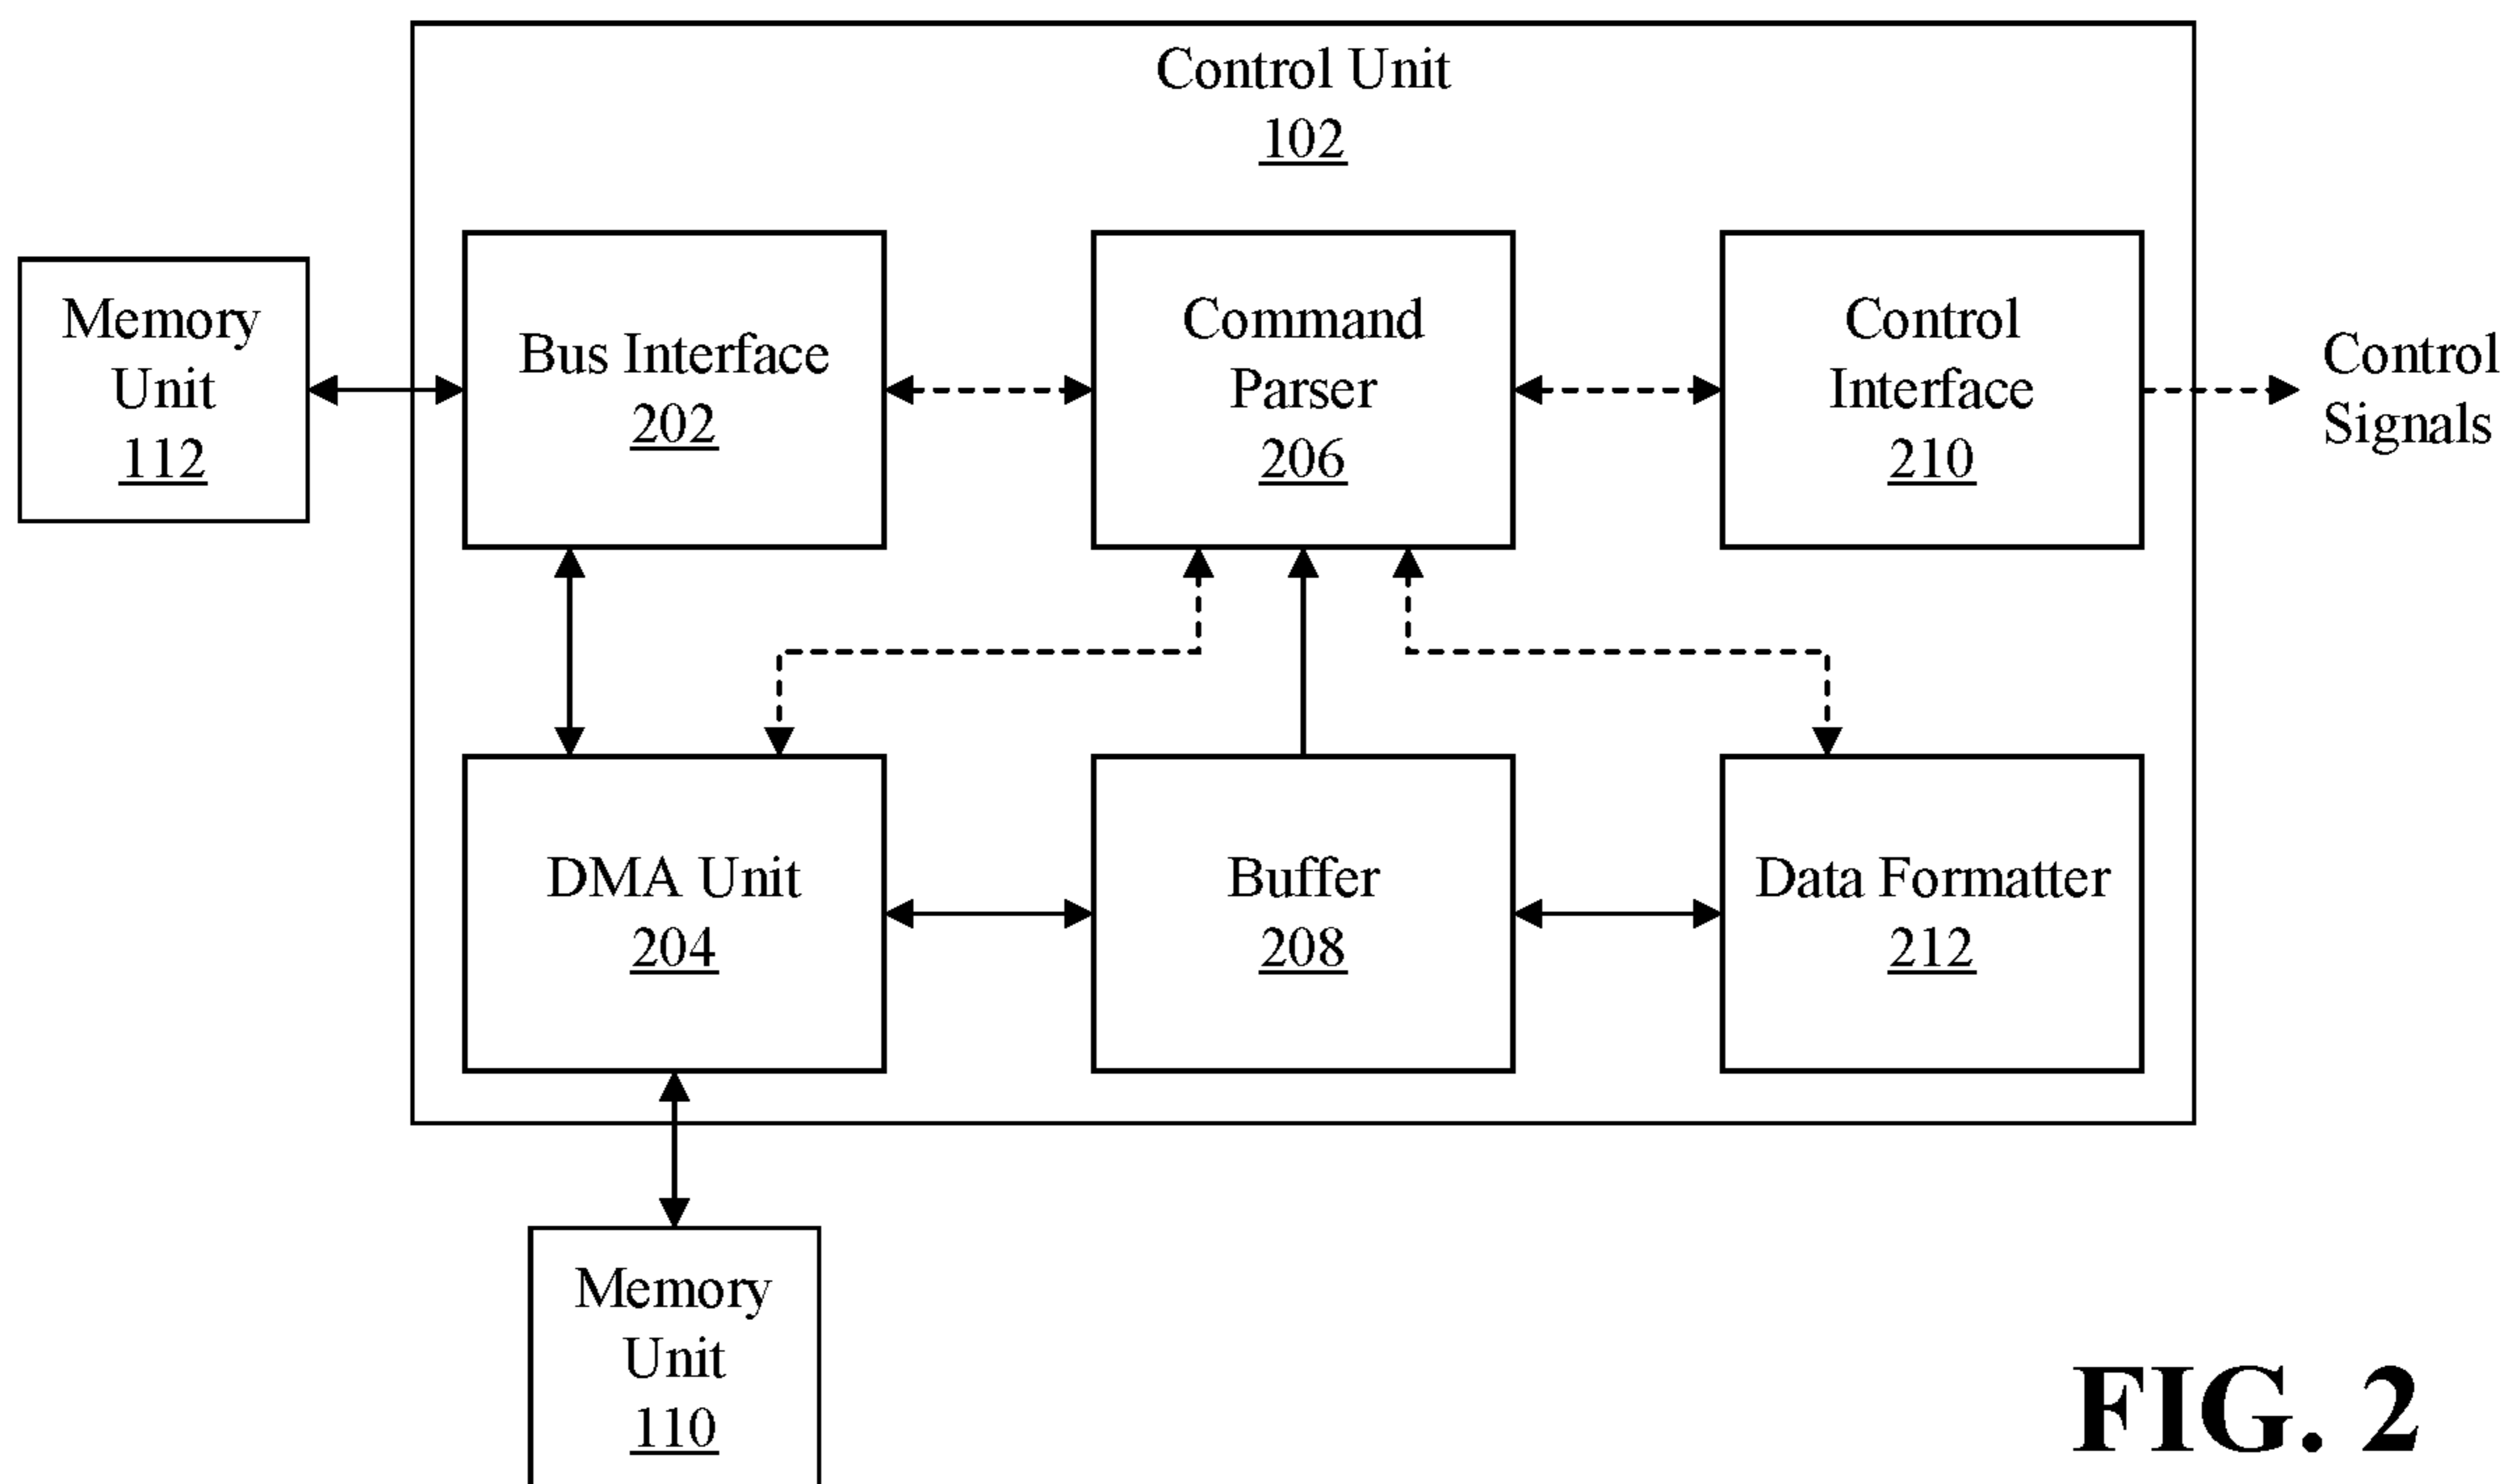 Control Unit
102
Memory
Unit
112
Bus Interface
202
Command
Parser
206
Control
Interface
210
Control
Signals
DMA Unit
204
Buffer
208
Data Formatter
212
Memory
Unit
110
FIG. 2